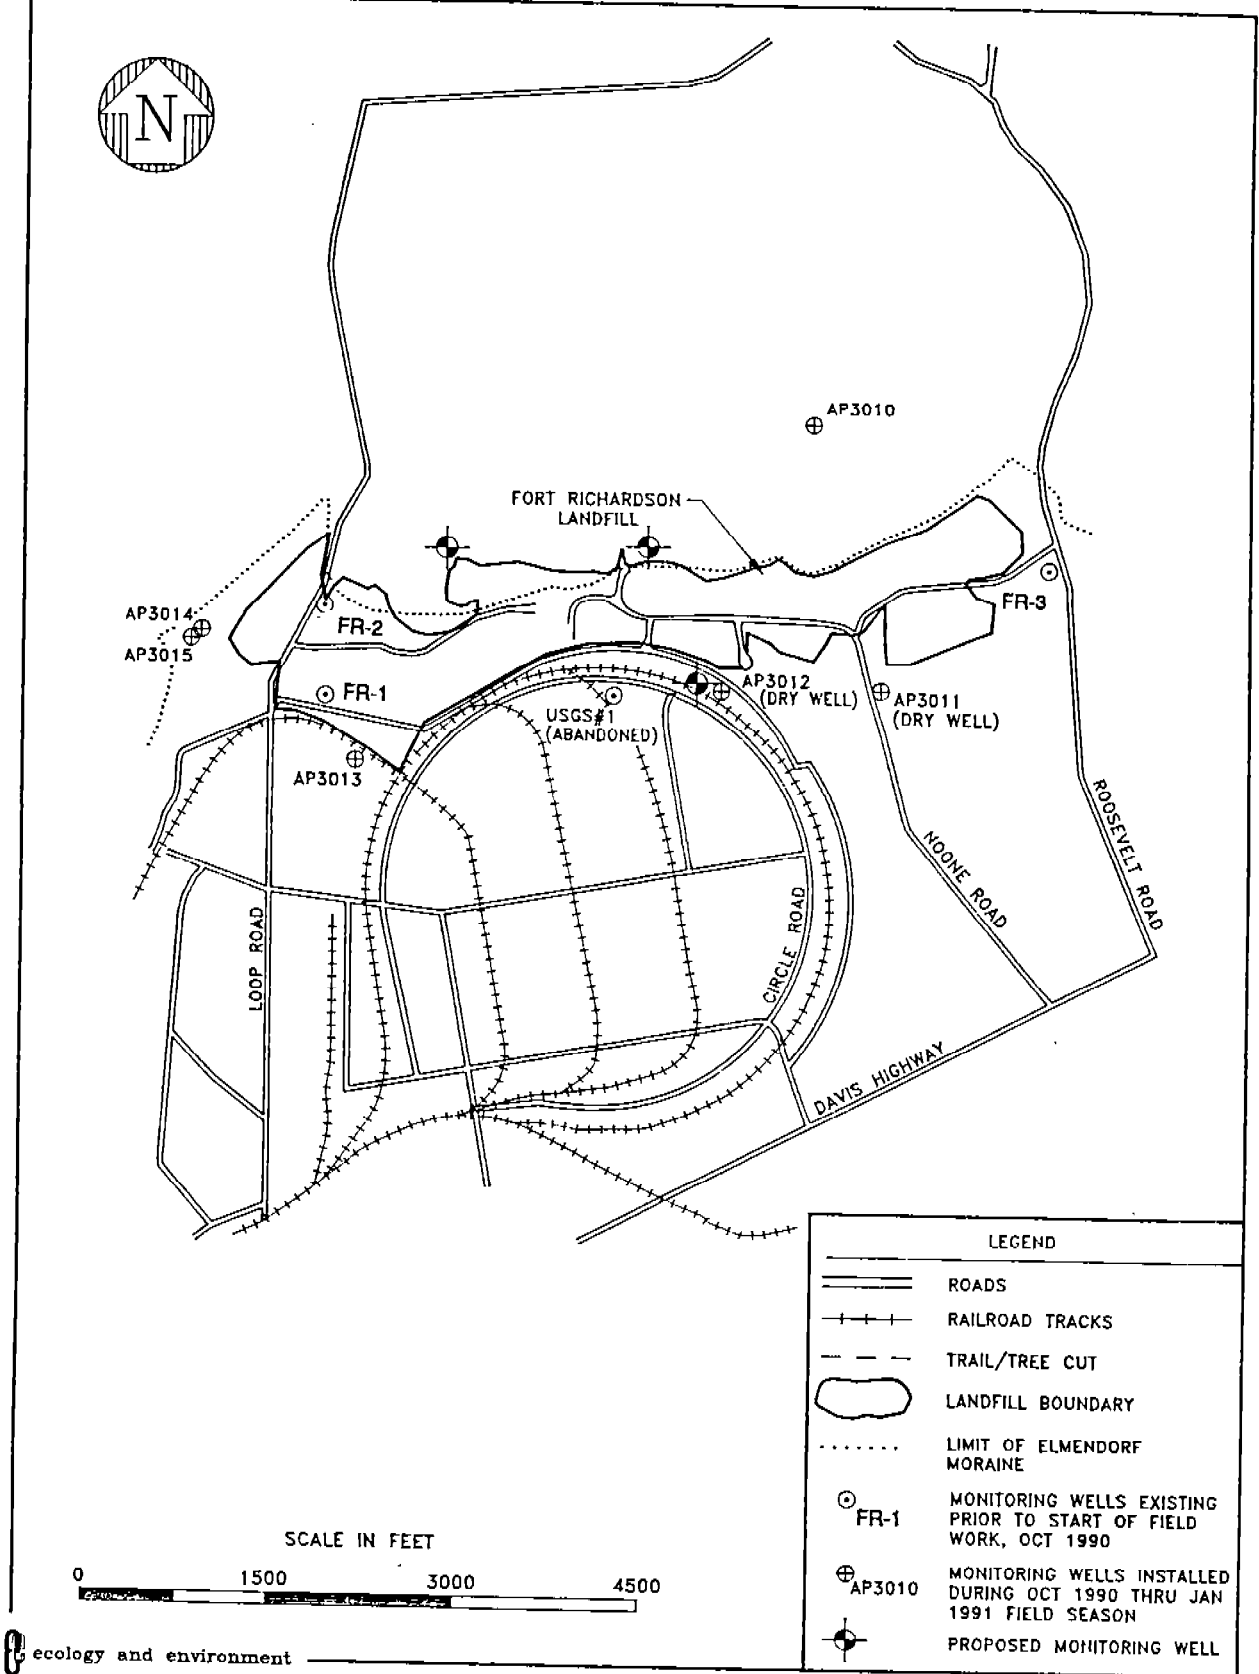 N
AP3010
FORT RICHARDSON
LANDFILL
AP3014
AP3015
FR-2
FR-3
FR-1
AP3012
(DRY WELL)
AP3011
(DRY WELL)
USGS#1
(ABANDONED)
AP3013
ROOSEVELT ROAD
NOONE ROAD
LOOP ROAD
CIRCLE ROAD
DAVIS HIGHWAY
LEGEND
ROADS
RAILROAD TRACKS
TRAIL/TREE CUT
LANDFILL BOUNDARY
LIMIT OF ELMENDORF
MORAINE
FR-1
MONITORING WELLS EXISTING
PRIOR TO START OF FIELD
WORK, OCT 1990
AP3010
MONITORING WELLS INSTALLED
DURING OCT 1990 THRU JAN
1991 FIELD SEASON
PROPOSED MONITORING WELL
SCALE IN FEET
0 1500 3000 4500
ecology and environment